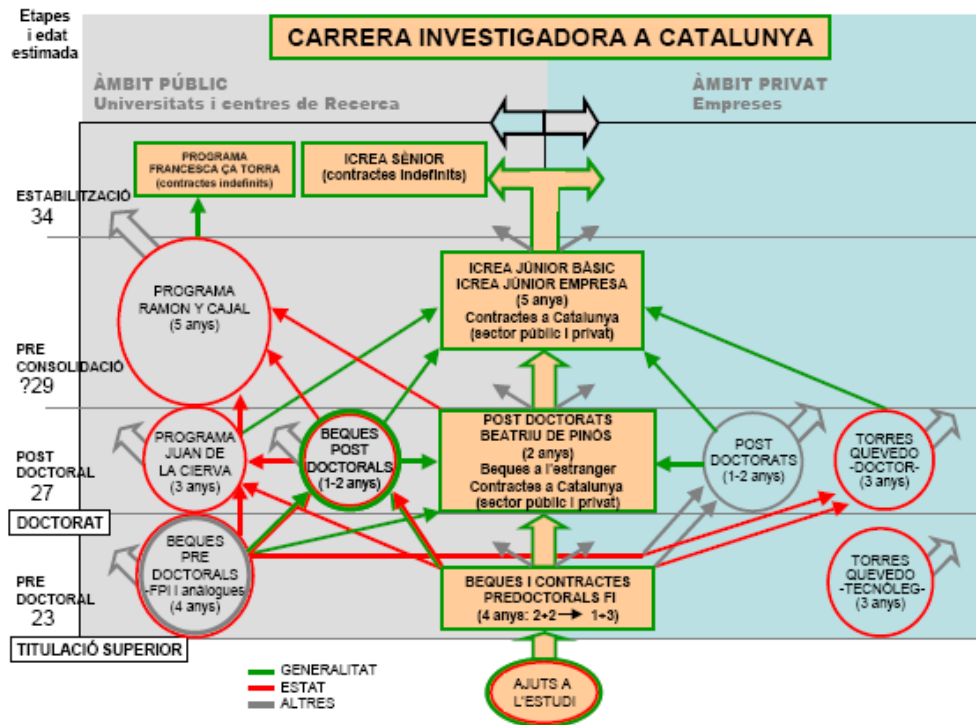 Etapes
i edat
estimada
CARRERA INVESTIGADORA A CATALUNYA
ÀMBIT PÚBLIC
Universitats i centres de Recerca
ÀMBIT PRIVAT
Empreses
PROGRAMA
FRANCESCA ÇA TORRA
(contractes indefinits)
ICREA SÈNIOR
(contractes indefinits)
ESTABILITZACIÓ
34
PROGRAMA
RAMON Y CAJAL
(5 anys)
ICREA JÚNIOR BÀSIC
ICREA JÚNIOR EMPRESA
(5 anys)
Contractes a Catalunya
(sector públic i privat)
PRE
CONSOLIDACIÓ
?29
PROGRAMA
JUAN DE
LA CIERVA
(3 anys)
BEQUES
POST
DOCTORALS
(1-2 anys)
POST DOCTORATS
BEATRIU DE PINÓS
(2 anys)
Beques a l'estranger
Contractes a Catalunya
(sector públic i privat)
POST
DOCTORATS
(1-2 anys)
TORRES
QUEVEDO
-DOCTOR-
(3 anys)
POST
DOCTORAL
27
DOCTORAT
BEQUES
PRE
DOCTORALS
-FPI i anàlogues
(4 anys)
BEQUES I CONTRACTES
PREDOCTORALS FI
(4 anys: 2+2 → 1+3)
TORRES
QUEVEDO
-TECNÒLEG-
(3 anys)
PRE
DOCTORAL
23
TITULACIÓ SUPERIOR
GENERALITAT
ESTAT
ALTRES
AJUTS A
L'ESTUDI